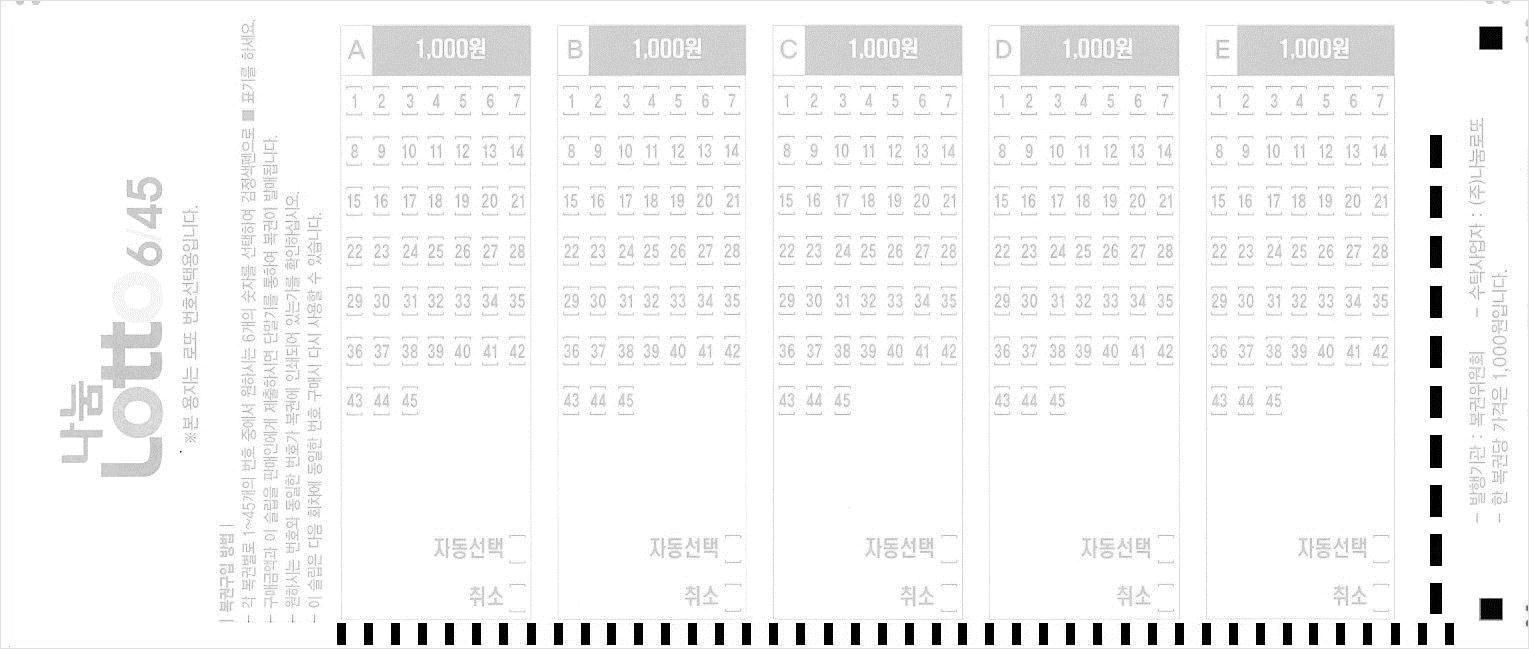 나눔
Lotto 6/45
※본 용지는 로또 번호선택용입니다.
| 복권구입 방법 |
- 각 복권별로 1~45개의 번호 중에서 원하시는 6개의 숫자를 선택하여 검정색펜으로 ■ 표기를 하세요.
- 구매금액과 이 슬립을 판매인에게 제출하시면 단말기를 통하여 복권이 발매됩니다.
- 원하시는 번호와 동일한 번호가 복권에 인쇄되어 있는가를 확인하십시오.
- 이 슬립은 다음 회차에 동일한 번호 구매시 다시 사용할 수 있습니다.
A 1,000원
1 2 3 4 5 6 7
8 9 10 11 12 13 14
15 16 17 18 19 20 21
22 23 24 25 26 27 28
29 30 31 32 33 34 35
36 37 38 39 40 41 42
43 44 45
자동선택
취소
B 1,000원
1 2 3 4 5 6 7
8 9 10 11 12 13 14
15 16 17 18 19 20 21
22 23 24 25 26 27 28
29 30 31 32 33 34 35
36 37 38 39 40 41 42
43 44 45
자동선택
취소
C 1,000원
1 2 3 4 5 6 7
8 9 10 11 12 13 14
15 16 17 18 19 20 21
22 23 24 25 26 27 28
29 30 31 32 33 34 35
36 37 38 39 40 41 42
43 44 45
자동선택
취소
D 1,000원
1 2 3 4 5 6 7
8 9 10 11 12 13 14
15 16 17 18 19 20 21
22 23 24 25 26 27 28
29 30 31 32 33 34 35
36 37 38 39 40 41 42
43 44 45
자동선택
취소
E 1,000원
1 2 3 4 5 6 7
8 9 10 11 12 13 14
15 16 17 18 19 20 21
22 23 24 25 26 27 28
29 30 31 32 33 34 35
36 37 38 39 40 41 42
43 44 45
자동선택
취소
- 발행기관 : 복권위원회 - 수탁사업자 : (주)나눔로또
- 한 복권당 가격은 1,000원입니다.